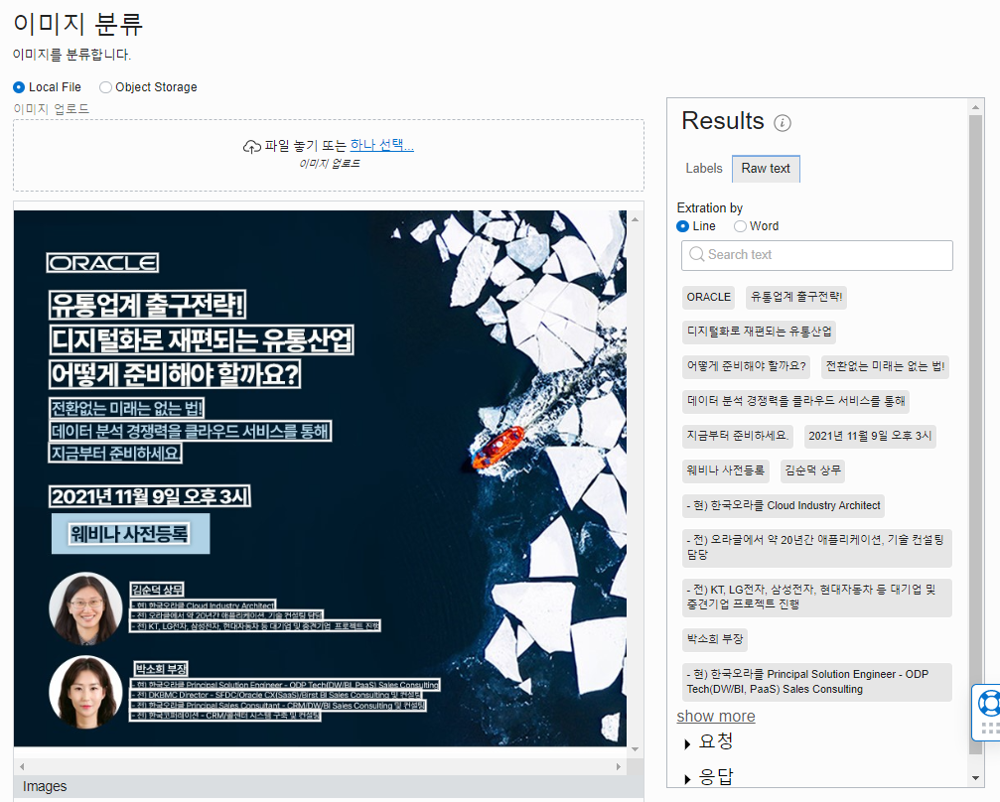 이미지 분류
이미지를 분류합니다.
Local File
Object Storage
이미지 업로드
파일 놓기 또는 하나 선택...
이미지 업로드
ORACLE
유통업계 출구전략!
디지털화로 재편되는 유통산업
어떻게 준비해야 할까요?
전환없는 미래는 없는 법!
데이터 분석 경쟁력을 클라우드 서비스를 통해
지금부터 준비하세요.
2021년 11월 9일 오후 3시
웨비나 사전등록
김순덕 상무
- 현) 한국오라클 Cloud Industry Architect
- 전) 오라클에서 약 20년간 애플리케이션, 기술 컨설팅 담당
- 전) KT, LG전자, 삼성전자, 현대자동차 등 대기업 및 중견기업 프로젝트 진행
박소희 부장
- 현) 한국오라클 Principal Solution Engineer - ODP Tech(DW/BI, PaaS) Sales Consulting
- 전) DKBMC Director - SFDC/Oracle CX(SaaS)/Birst BI Sales Consulting 및 컨설팅
- 전) 한국오라클 Principal Sales Consultant - CRM/DW/BI Sales Consulting 및 컨설팅
- 전) 한국코퍼레이션 - CRM/콜센터 시스템 구축 및 컨설팅
Images
Results
Labels
Raw text
Extration by
Line
Word
Search text
ORACLE
유통업계 출구전략!
디지털화로 재편되는 유통산업
어떻게 준비해야 할까요?
전환없는 미래는 없는 법!
데이터 분석 경쟁력을 클라우드 서비스를 통해
지금부터 준비하세요.
2021년 11월 9일 오후 3시
웨비나 사전등록
김순덕 상무
- 현) 한국오라클 Cloud Industry Architect
- 전) 오라클에서 약 20년간 애플리케이션, 기술 컨설팅
담당
- 전) KT, LG전자, 삼성전자, 현대자동차 등 대기업 및
중견기업 프로젝트 진행
박소희 부장
- 현) 한국오라클 Principal Solution Engineer - ODP
Tech(DW/BI, PaaS) Sales Consulting
show more
요청
응답